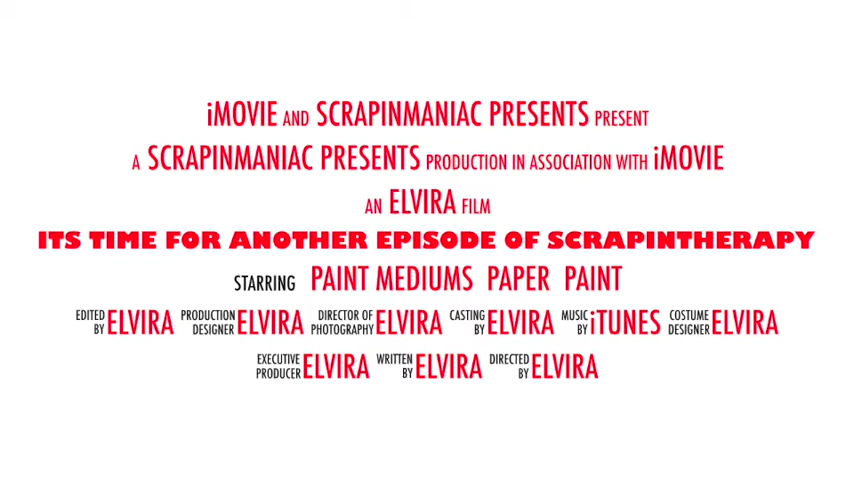 iMOVIE AND SCRAPINMANIAC PRESENTS PRESENT
A SCRAPINMANIAC PRESENTS PRODUCTION IN ASSOCIATION WITH iMOVIE
AN ELVIRA FILM
ITS TIME FOR ANOTHER EPISODE OF SCRAPINTHERAPY
STARRING PAINT MEDIUMS PAPER PAINT
EDITED BY ELVIRA PRODUCTION DESIGNER ELVIRA DIRECTOR OF PHOTOGRAPHY ELVIRA CASTING BY ELVIRA MUSIC BY iTUNES COSTUME DESIGNER ELVIRA
EXECUTIVE PRODUCER ELVIRA WRITTEN BY ELVIRA DIRECTED BY ELVIRA